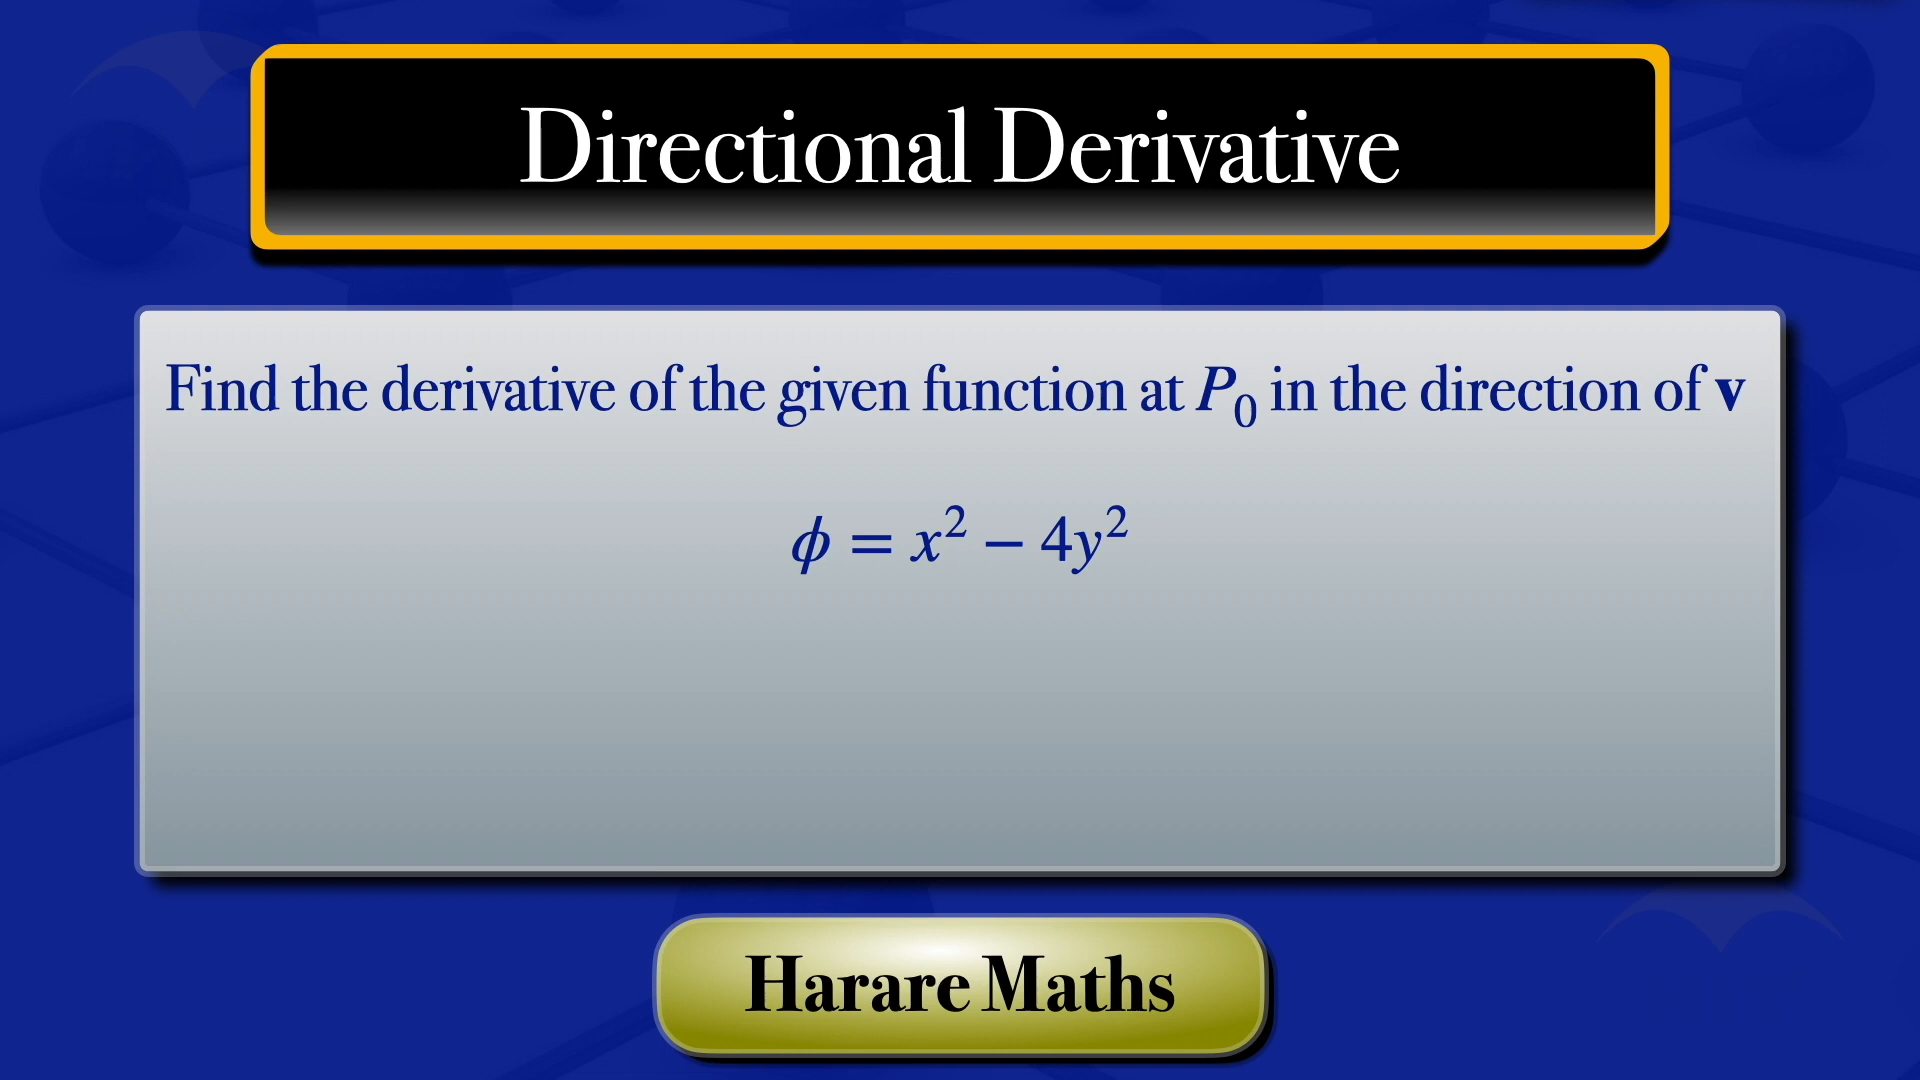 Directional Derivative
Find the derivative of the given function at P₀ in the direction of v
ϕ = x² − 4y²
Harare Maths